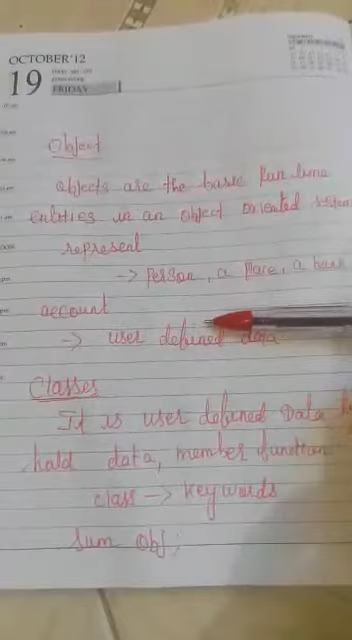 OCTOBER'12
19
FRIDAY
Object
objects are the basic Run time
entities in an object oriented
represent
-> person, a place, a bank
account
-> user defined data
Classes
It is user defined Data
hold data, member function
class -> keywords
sum obj;